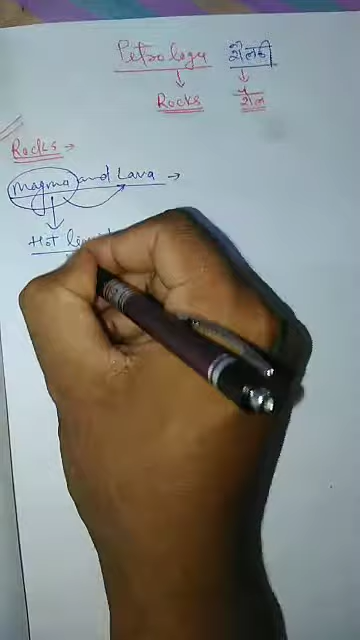 Petrology शैलकी
Rocks शैल
Rocks →
Magma and Lava →
Hot